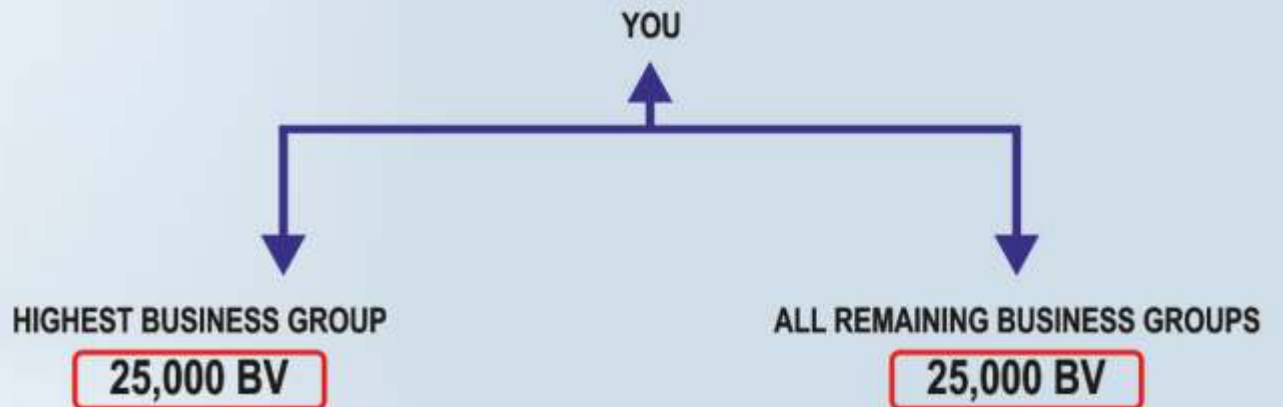 YOU
HIGHEST BUSINESS GROUP
25,000 BV
ALL REMAINING BUSINESS GROUPS
25,000 BV